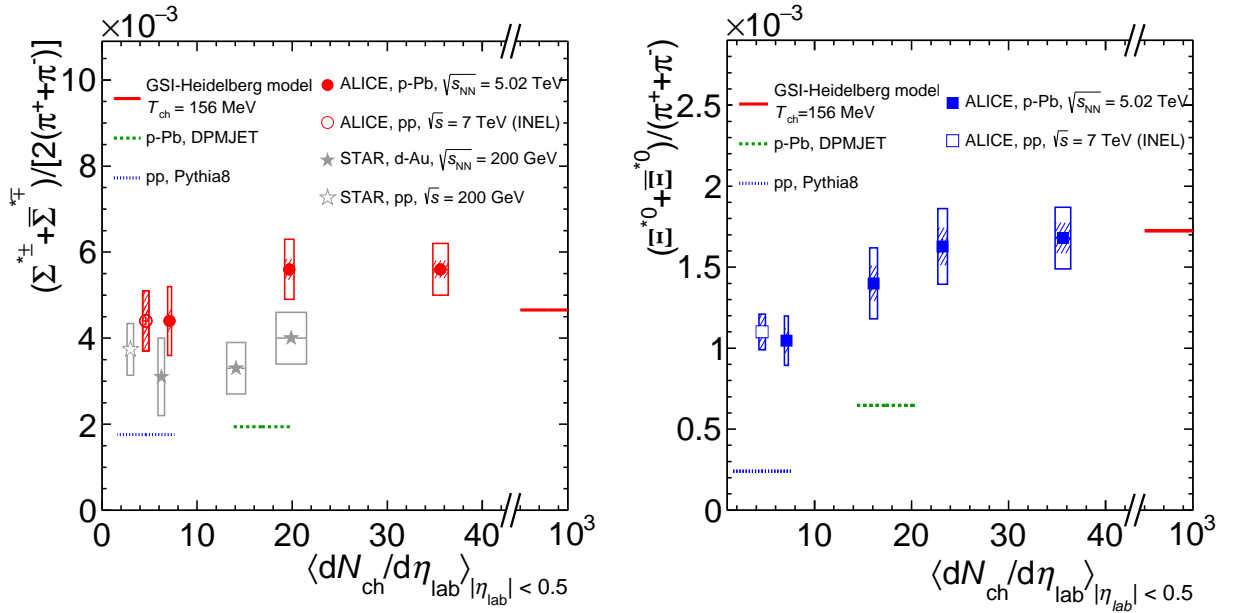 ×10⁻³
(Σ*± + Σ̅*∓)/[2(π⁺+π⁻)]
10
8
6
4
2
0
GSI-Heidelberg model
T_ch = 156 MeV
p-Pb, DPMJET
pp, Pythia8
ALICE, p-Pb, √s_NN = 5.02 TeV
ALICE, pp, √s = 7 TeV (INEL)
STAR, d-Au, √s_NN = 200 GeV
STAR, pp, √s = 200 GeV
0 10 20 30 40 10³
⟨dN_ch/dη_lab⟩_|η_lab| < 0.5
×10⁻³
(Ξ*⁰+Ξ̅*⁰)/(π⁺+π⁻)
2.5
2
1.5
1
0.5
0
GSI-Heidelberg model
T_ch=156 MeV
p-Pb, DPMJET
pp, Pythia8
ALICE, p-Pb, √s_NN = 5.02 TeV
ALICE, pp, √s = 7 TeV (INEL)
10 20 30 40 10³
⟨dN_ch/dη_lab⟩_|η_lab| < 0.5